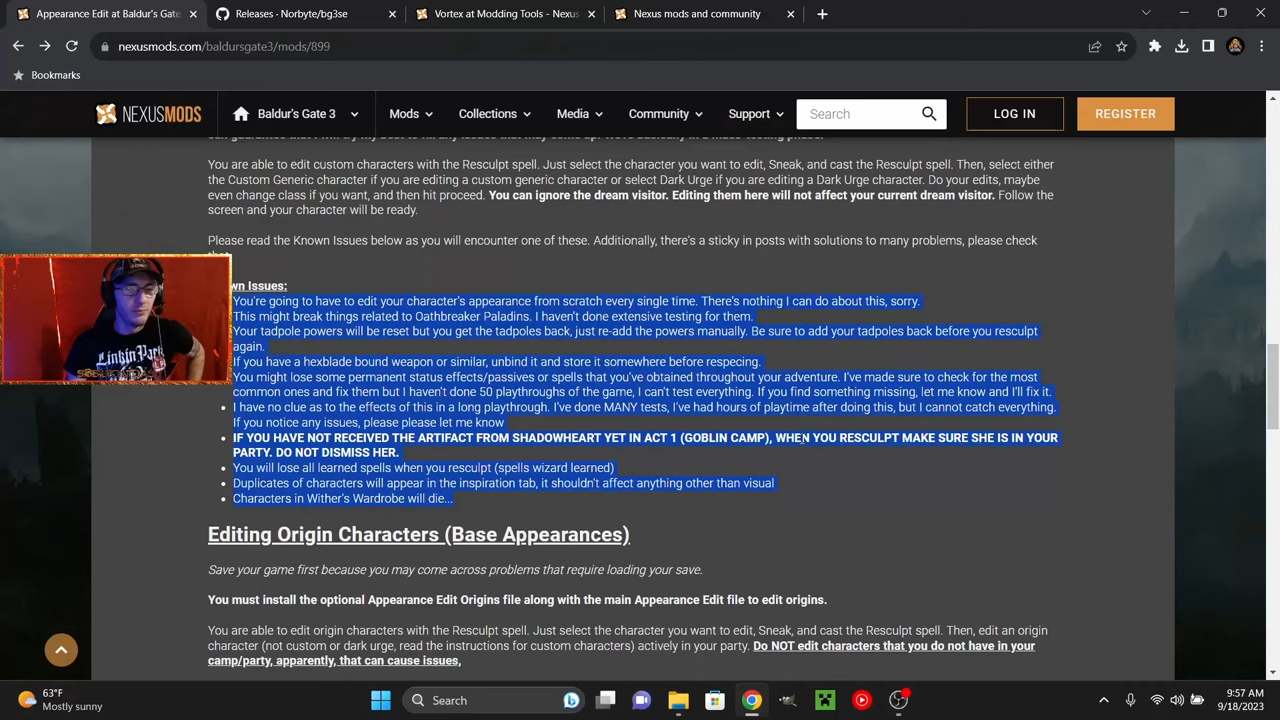 Appearance Edit at Baldur's Gate
Releases · Norbyte/bg3se
Vortex at Modding Tools - Nexus
Nexus mods and community
nexusmods.com/baldursgate3/mods/899
Bookmarks
NEXUSMODS
Baldur's Gate 3
Mods
Collections
Media
Community
Support
Search
LOG IN
REGISTER
You are able to edit custom characters with the Resculpt spell. Just select the character you want to edit, Sneak, and cast the Resculpt spell. Then, select either
the Custom Generic character if you are editing a custom generic character or select Dark Urge if you are editing a Dark Urge character. Do your edits, maybe
even change class if you want, and then hit proceed. You can ignore the dream visitor. Editing them here will not affect your current dream visitor. Follow the
screen and your character will be ready.
Please read the Known Issues below as you will encounter one of these. Additionally, there's a sticky in posts with solutions to many problems, please check
wn Issues:
You're going to have to edit your character's appearance from scratch every single time. There's nothing I can do about this, sorry.
This might break things related to Oathbreaker Paladins. I haven't done extensive testing for them.
Your tadpole powers will be reset but you get the tadpoles back, just re-add the powers manually. Be sure to add your tadpoles back before you resculpt
again.
If you have a hexblade bound weapon or similar, unbind it and store it somewhere before respecing.
You might lose some permanent status effects/passives or spells that you've obtained throughout your adventure. I've made sure to check for the most
common ones and fix them but I haven't done 50 playthroughs of the game, I can't test everything. If you find something missing, let me know and I'll fix it.
I have no clue as to the effects of this in a long playthrough. I've done MANY tests, I've had hours of playtime after doing this, but I cannot catch everything.
If you notice any issues, please please let me know
IF YOU HAVE NOT RECEIVED THE ARTIFACT FROM SHADOWHEART YET IN ACT 1 (GOBLIN CAMP), WHEN YOU RESCULPT MAKE SURE SHE IS IN YOUR
PARTY. DO NOT DISMISS HER.
You will lose all learned spells when you resculpt (spells wizard learned)
Duplicates of characters will appear in the inspiration tab, it shouldn't affect anything other than visual
Characters in Wither's Wardrobe will die...
Editing Origin Characters (Base Appearances)
Save your game first because you may come across problems that require loading your save.
You must install the optional Appearance Edit Origins file along with the main Appearance Edit file to edit origins.
You are able to edit origin characters with the Resculpt spell. Just select the character you want to edit, Sneak, and cast the Resculpt spell. Then, edit an origin
character (not custom or dark urge, read the instructions for custom characters) actively in your party. Do NOT edit characters that you do not have in your
camp/party, apparently, that can cause issues,
LINKIN PARK
63°F
Mostly sunny
Search
9:57 AM
9/18/2023